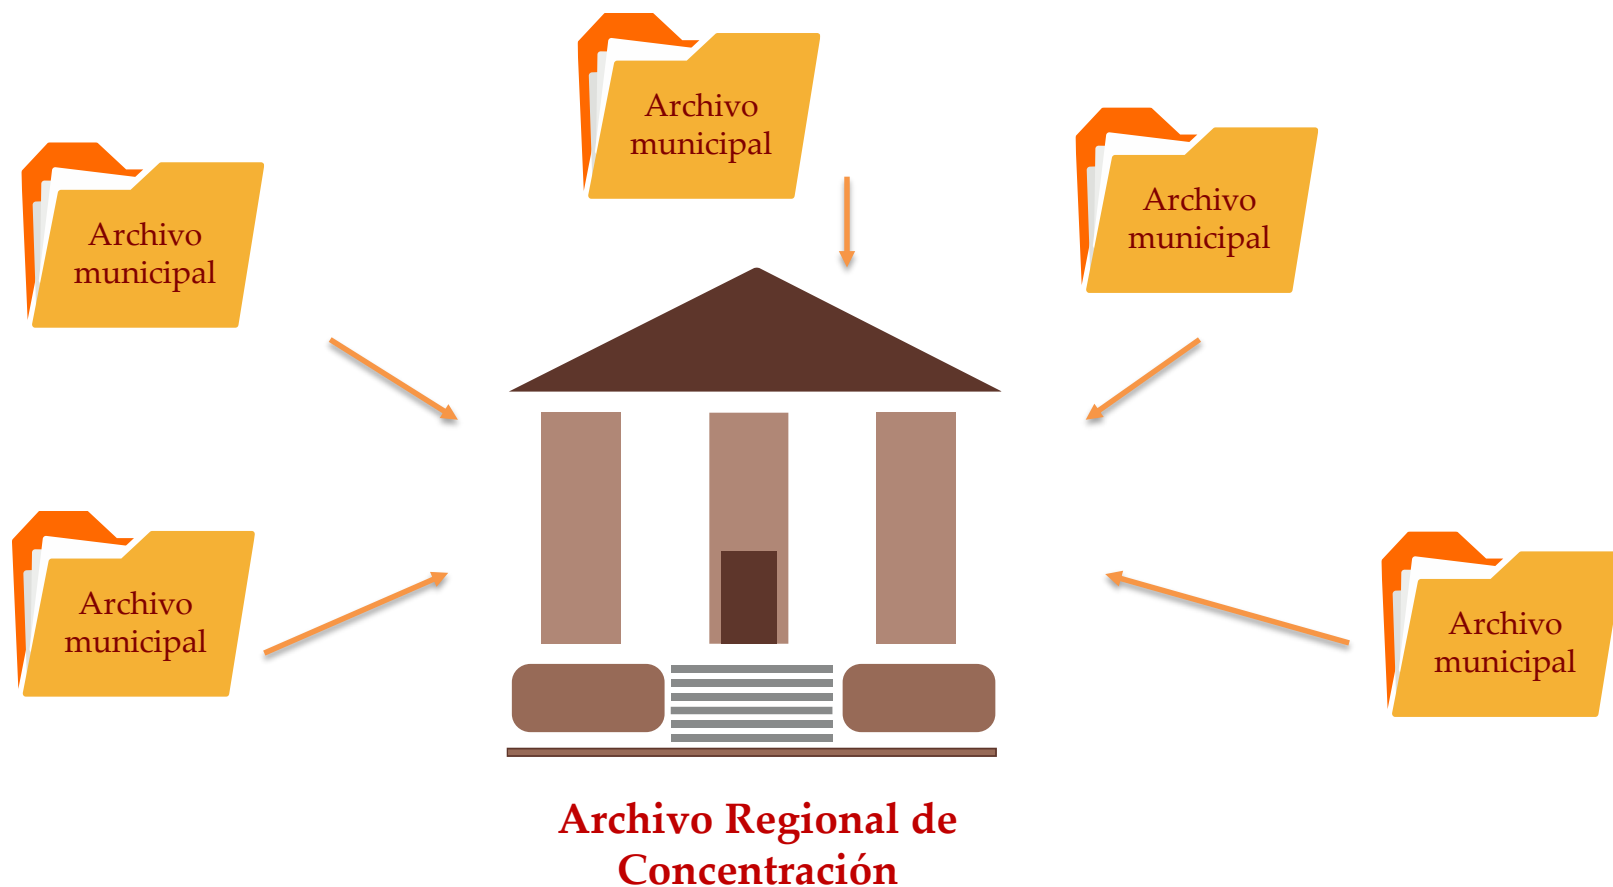 Archivo
municipal
Archivo
municipal
Archivo
municipal
Archivo
municipal
Archivo
municipal
Archivo Regional de
Concentración